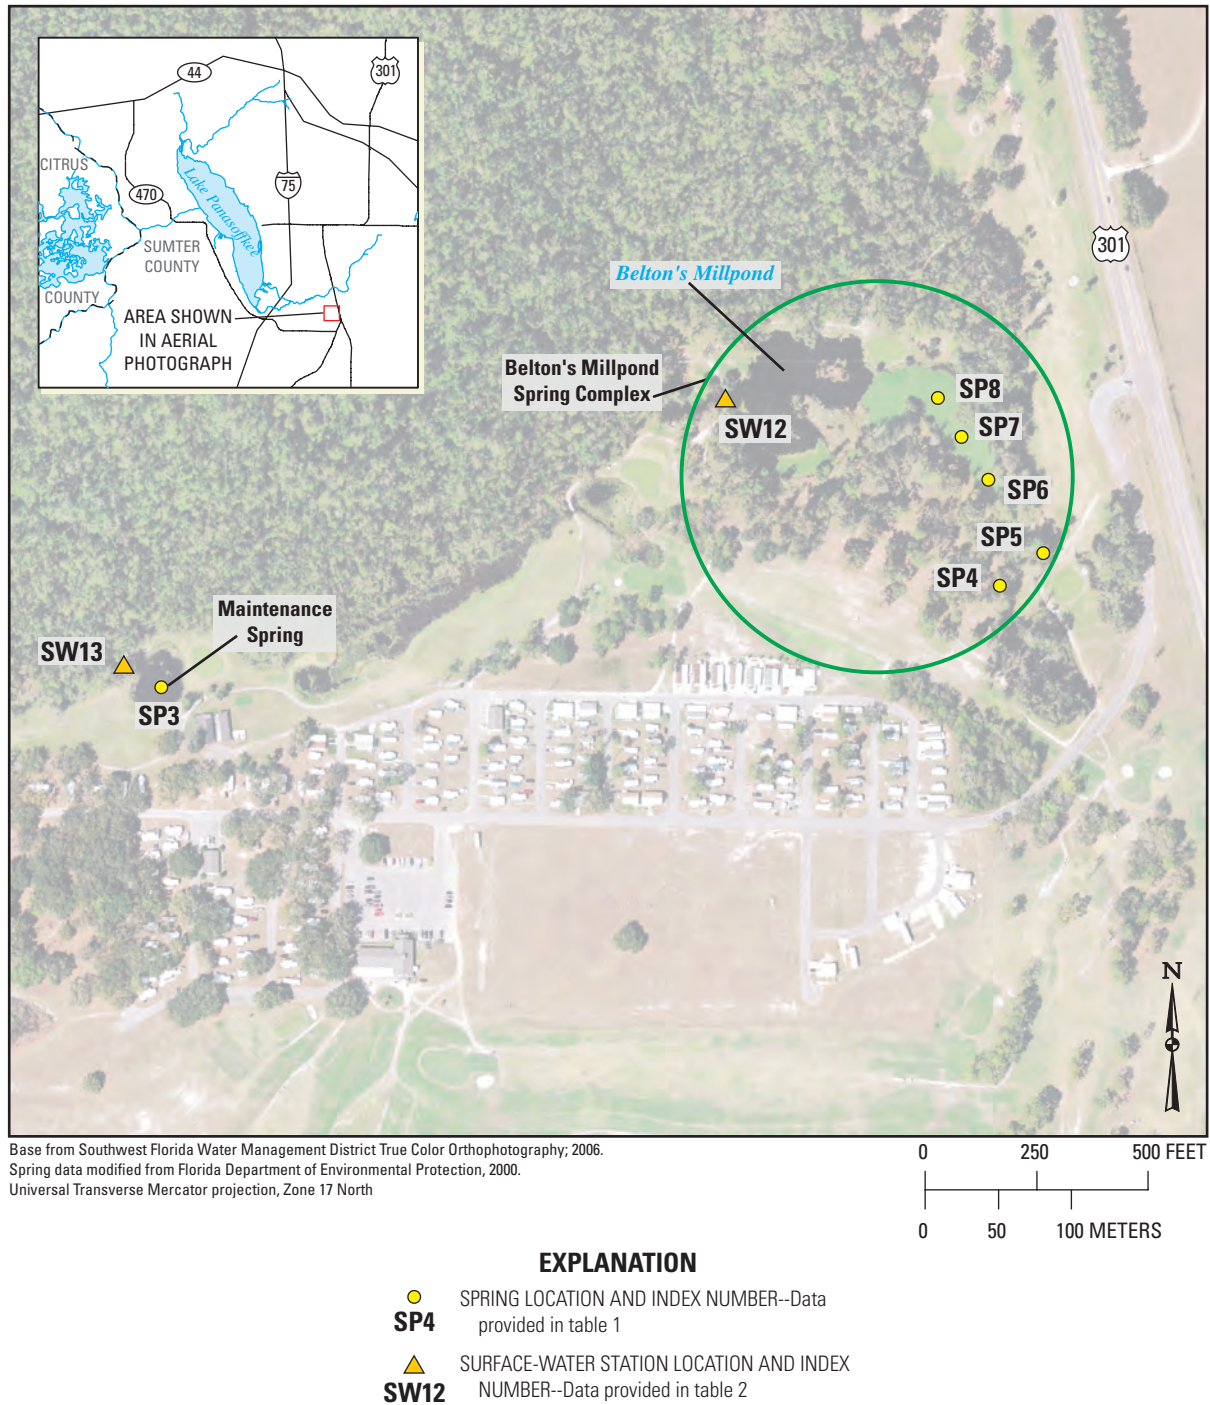 44
301
CITRUS
470
Lake Panasoffkee
75
SUMTER
COUNTY
COUNTY
AREA SHOWN
IN AERIAL
PHOTOGRAPH
301
Belton's Millpond
Belton's Millpond
Spring Complex
SP8
SW12
SP7
SP6
SP5
SP4
Maintenance
Spring
SW13
SP3
N
Base from Southwest Florida Water Management District True Color Orthophotography; 2006.
Spring data modified from Florida Department of Environmental Protection, 2000.
Universal Transverse Mercator projection, Zone 17 North
0 250 500 FEET
0 50 100 METERS
EXPLANATION
SP4 SPRING LOCATION AND INDEX NUMBER--Data
provided in table 1
SW12 SURFACE-WATER STATION LOCATION AND INDEX
NUMBER--Data provided in table 2